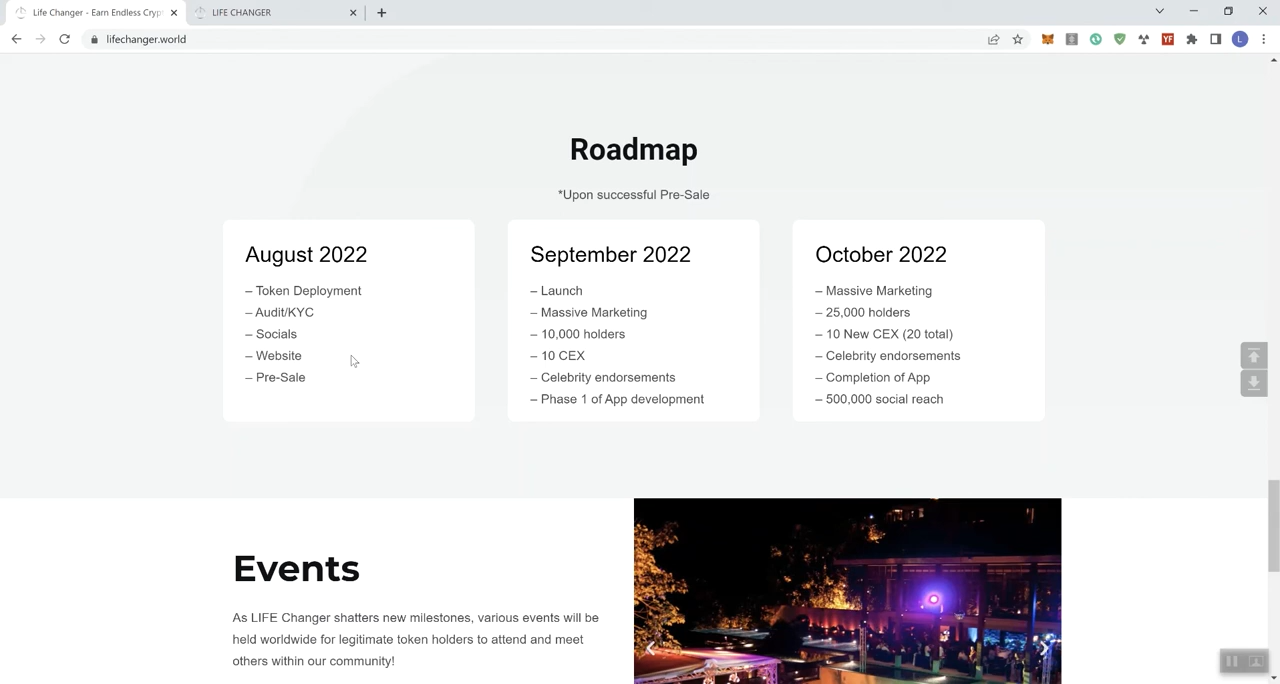 Life Changer - Earn Endless Cryp
LIFE CHANGER
lifechanger.world
YF
L
Roadmap
*Upon successful Pre-Sale
August 2022
– Token Deployment
– Audit/KYC
– Socials
– Website
– Pre-Sale
September 2022
– Launch
– Massive Marketing
– 10,000 holders
– 10 CEX
– Celebrity endorsements
– Phase 1 of App development
October 2022
– Massive Marketing
– 25,000 holders
– 10 New CEX (20 total)
– Celebrity endorsements
– Completion of App
– 500,000 social reach
Events
As LIFE Changer shatters new milestones, various events will be
held worldwide for legitimate token holders to attend and meet
others within our community!